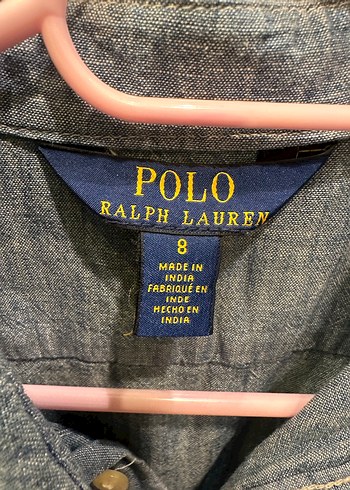 POLO
RALPH LAUREN
8
MADE IN
INDIA
FABRIQUÉ EN
INDE
HECHO EN
INDIA